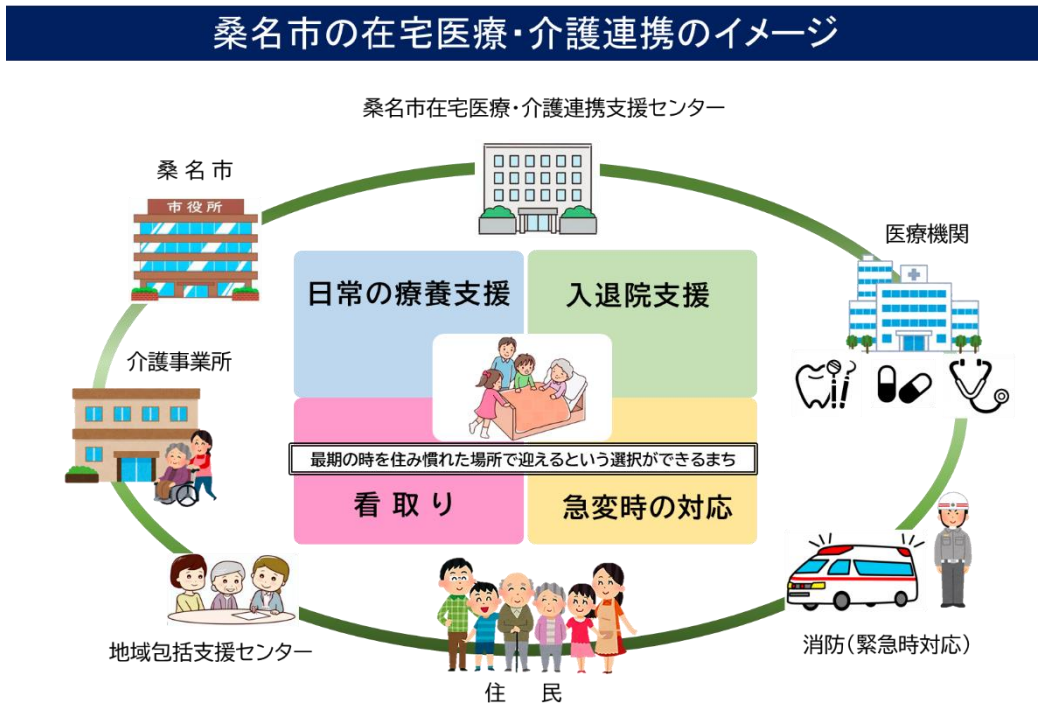 桑名市の在宅医療・介護連携のイメージ
桑名市在宅医療・介護連携支援センター
桑名市
市役所
医療機関
日常の療養支援
入退院支援
介護事業所
最期の時を住み慣れた場所で迎えるという選択ができるまち
看取り
急変時の対応
地域包括支援センター
消防（緊急時対応）
住　民